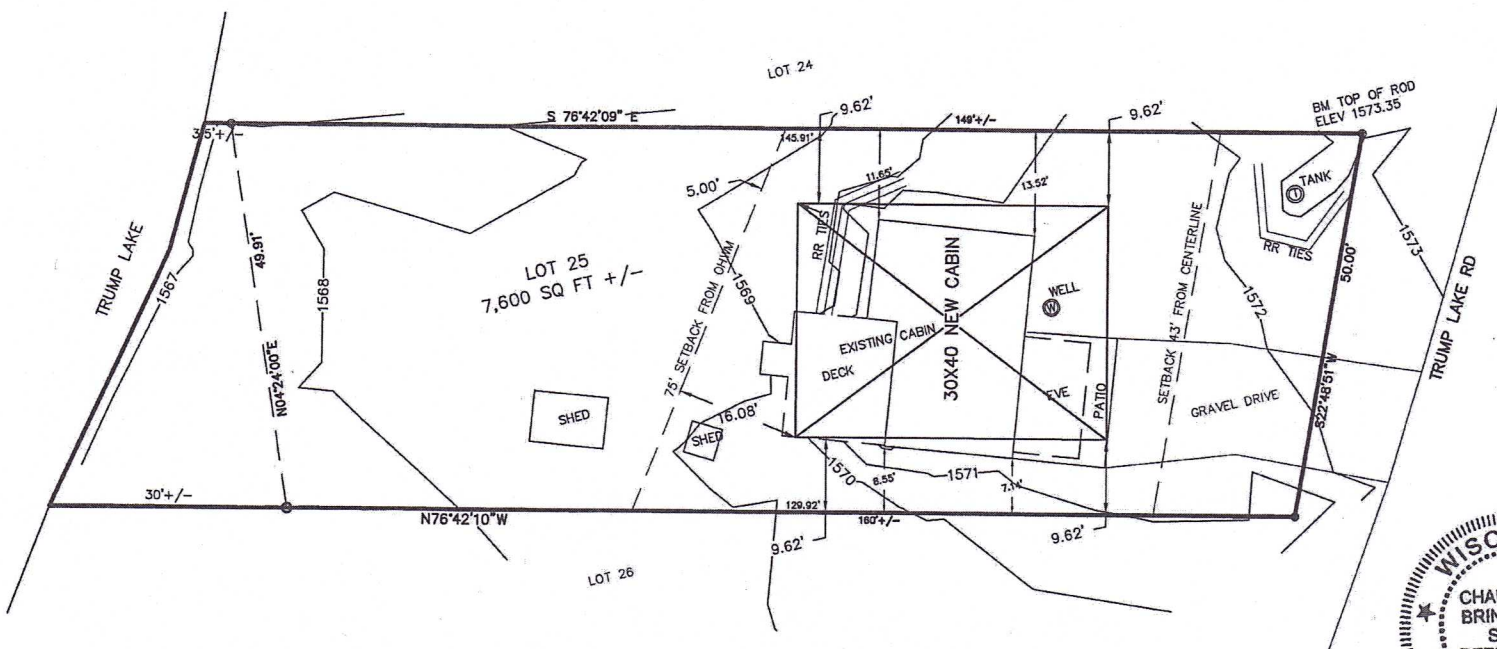 LOT 24
S 76°42'09" E
3.5'+/-
145.91'
9.62'
149'+/-
9.62'
BM TOP OF ROD
ELEV 1573.35
TRUMP LAKE
1567
49.91'
N04°24'00"E
1568
LOT 25
7,600 SQ FT +/-
5.00'
75' SETBACK FROM OHWM
1569
11.65'
13.52'
RR TIES
EXISTING CABIN
DECK
30X40 NEW CABIN
WELL
W
EVE
PATIO
SETBACK 43' FROM CENTERLINE
TANK
T
RR TIES
1572
1573
50.00'
S22°48'51"W
GRAVEL DRIVE
TRUMP LAKE RD
SHED
SHED
16.08'
1570
8.55'
1571
7.14'
30'+/-
N76°42'10"W
129.92'
160'+/-
9.62'
9.62'
LOT 26